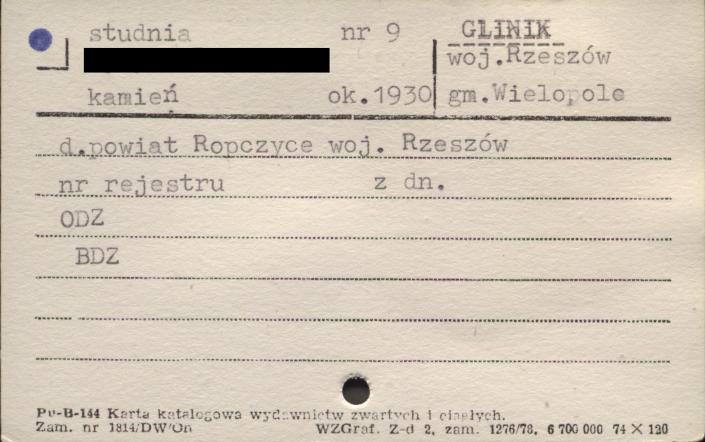 studnia nr 9 GLINIK
woj.Rzeszów
kamień ok.1930 gm.Wielopole
d.powiat Ropczyce woj. Rzeszów
nr rejestru z dn.
ODZ
BDZ
Pu-B-144 Karta katalogowa wydawnictw zwartych i ciągłych.
Zam. nr 1814/DW/On WZGraf. Z-d 2, zam. 1276/78, 6 700 000 74 × 120